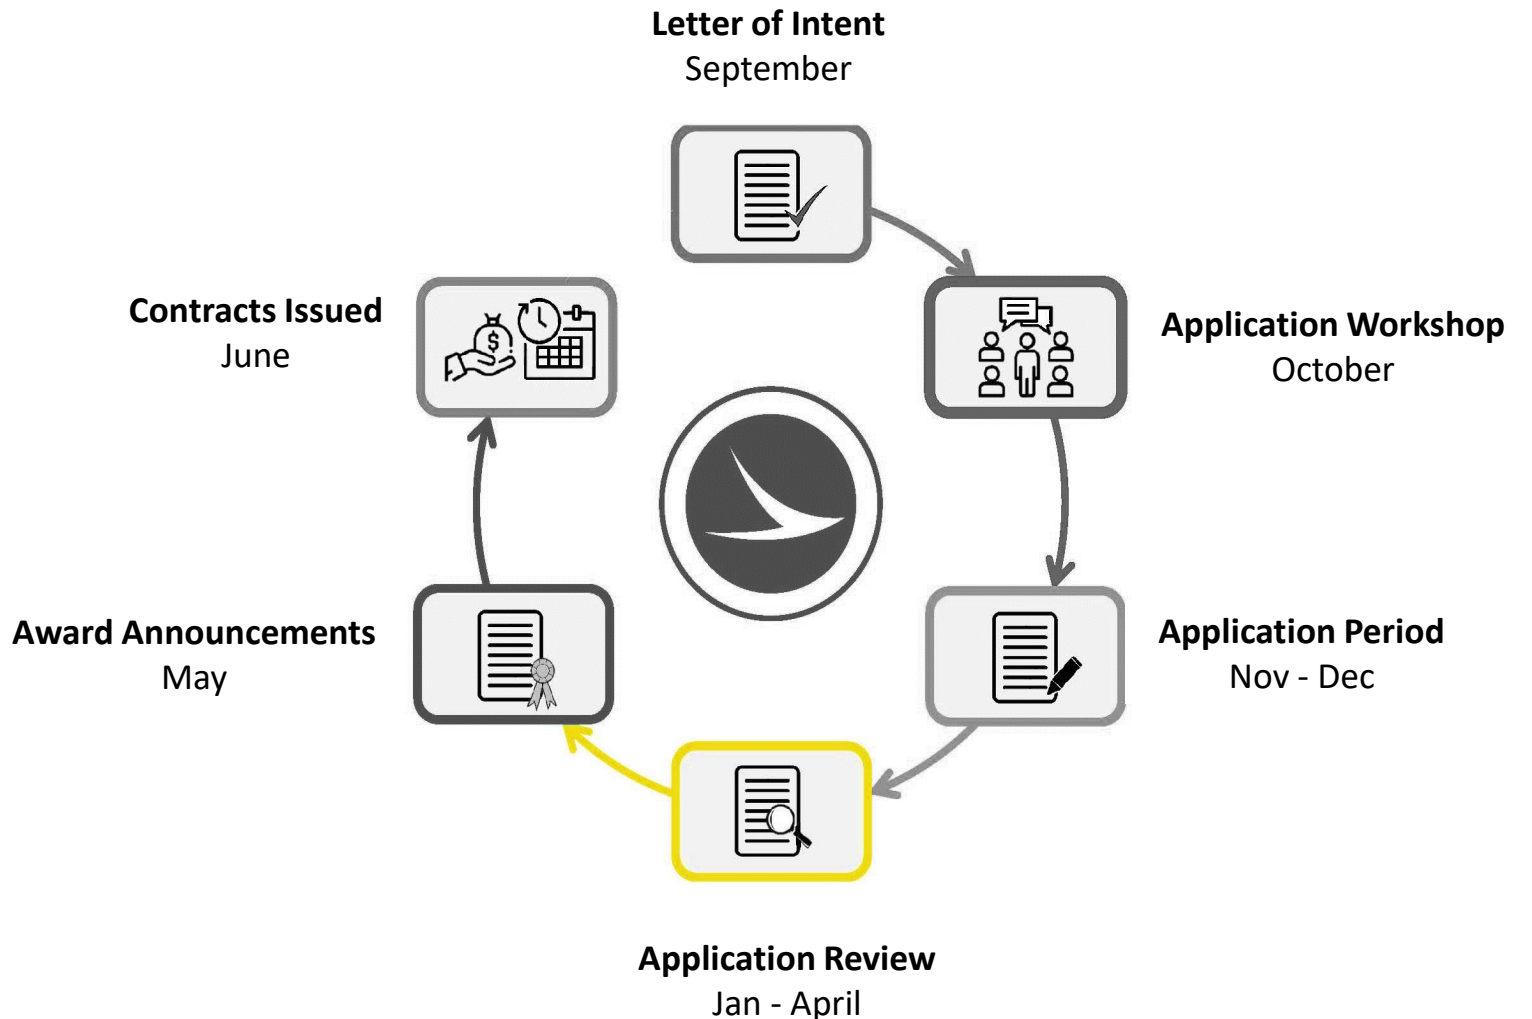 Letter of Intent
September
Application Workshop
October
Application Period
Nov - Dec
Application Review
Jan - April
Award Announcements
May
Contracts Issued
June
$